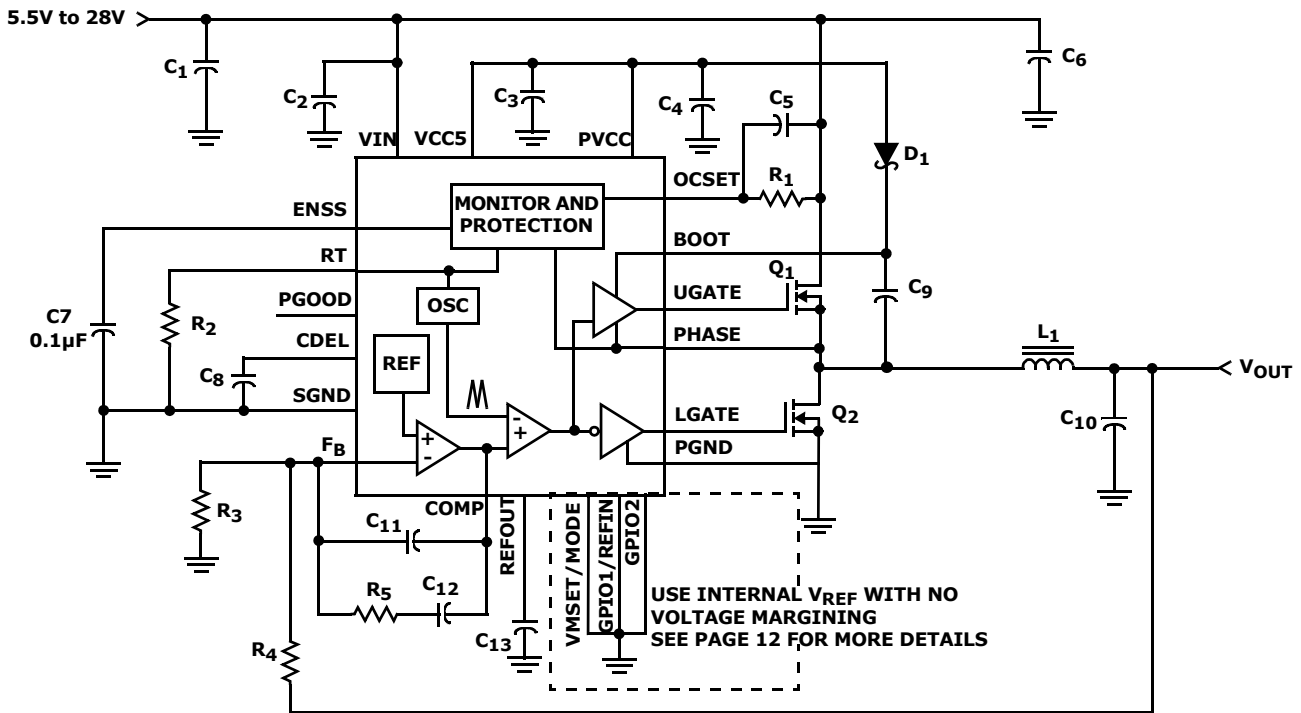 5.5V to 28V
C1
C2
C3
C4
C5
C6
VIN
VCC5
PVCC
D1
OCSET
R1
MONITOR AND
PROTECTION
ENSS
BOOT
RT
Q1
C9
PGOOD
OSC
UGATE
C7
0.1µF
R2
CDEL
PHASE
L1
REF
C8
VOUT
SGND
LGATE
Q2
C10
+
-
-
+
FB
PGND
COMP
R3
C11
REFOUT
VMSET/MODE
GPIO1/REFIN
GPIO2
R5
C12
USE INTERNAL VREF WITH NO
VOLTAGE MARGINING
SEE PAGE 12 FOR MORE DETAILS
C13
R4